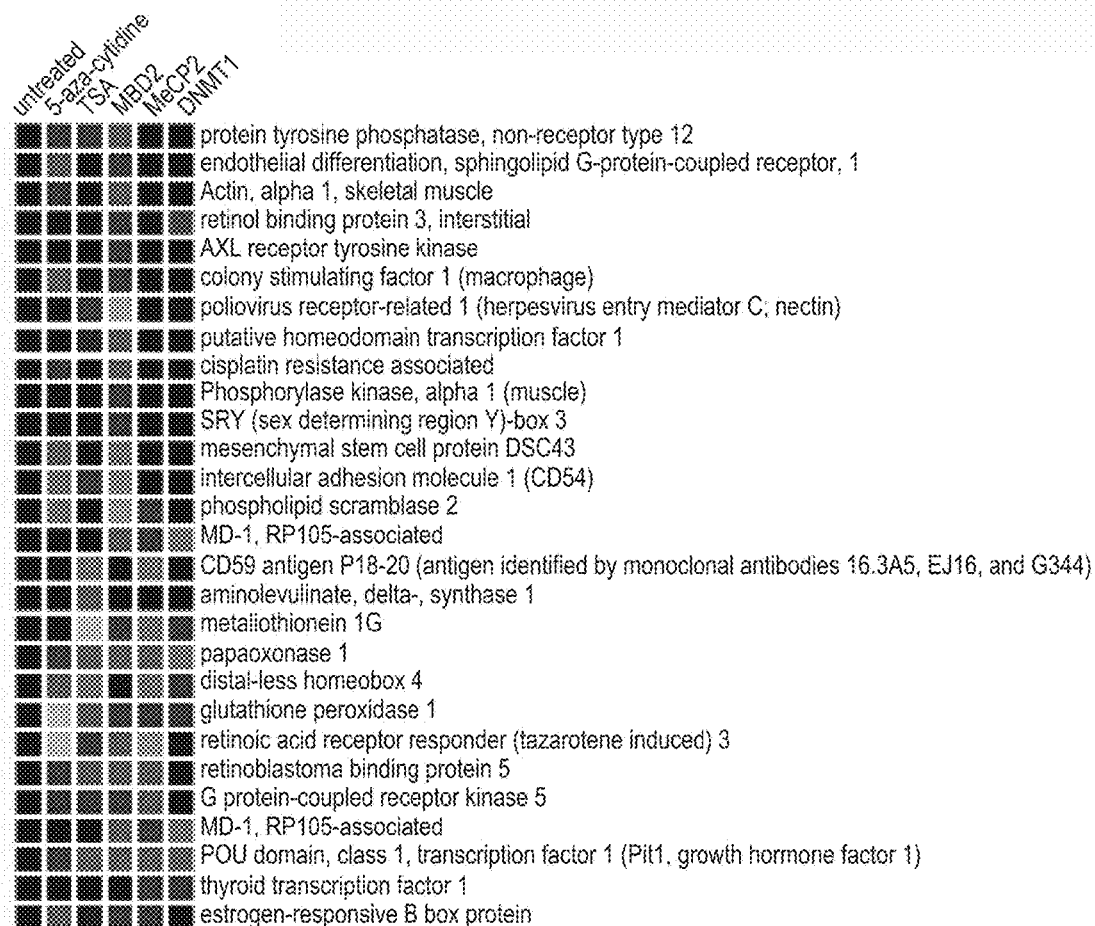 untreated
5-aza-cytidine
TSA
MBD2
MeCP2
DNMT1
protein tyrosine phosphatase, non-receptor type 12
endothelial differentiation, sphingolipid G-protein-coupled receptor, 1
Actin, alpha 1, skeletal muscle
retinol binding protein 3, interstitial
AXL receptor tyrosine kinase
colony stimulating factor 1 (macrophage)
poliovirus receptor-related 1 (herpesvirus entry mediator C; nectin)
putative homeodomain transcription factor 1
cisplatin resistance associated
Phosphorylase kinase, alpha 1 (muscle)
SRY (sex determining region Y)-box 3
mesenchymal stem cell protein DSC43
intercellular adhesion molecule 1 (CD54)
phospholipid scramblase 2
MD-1, RP105-associated
CD59 antigen P18-20 (antigen identified by monoclonal antibodies 16.3A5, EJ16, and G344)
aminolevulinate, delta-, synthase 1
metallothionein 1G
papaoxonase 1
distal-less homeobox 4
glutathione peroxidase 1
retinoic acid receptor responder (tazarotene induced) 3
retinoblastoma binding protein 5
G protein-coupled receptor kinase 5
MD-1, RP105-associated
POU domain, class 1, transcription factor 1 (Pit1, growth hormone factor 1)
thyroid transcription factor 1
estrogen-responsive B box protein